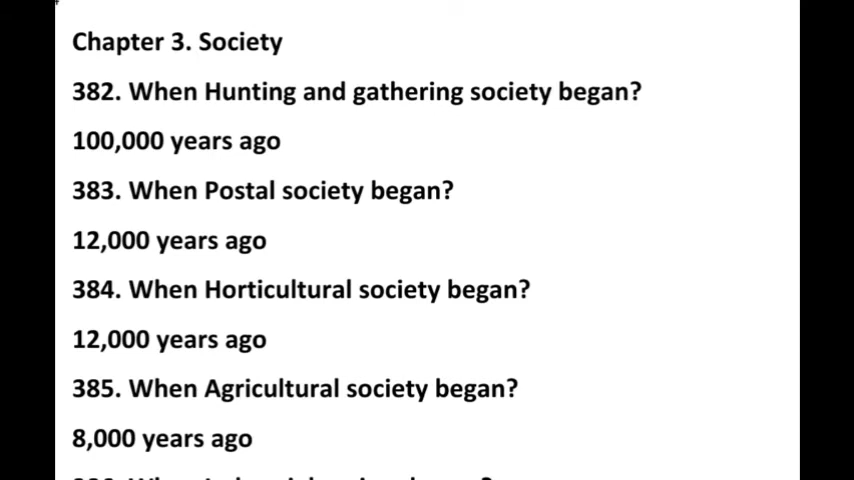 Chapter 3. Society
382. When Hunting and gathering society began?
100,000 years ago
383. When Postal society began?
12,000 years ago
384. When Horticultural society began?
12,000 years ago
385. When Agricultural society began?
8,000 years ago